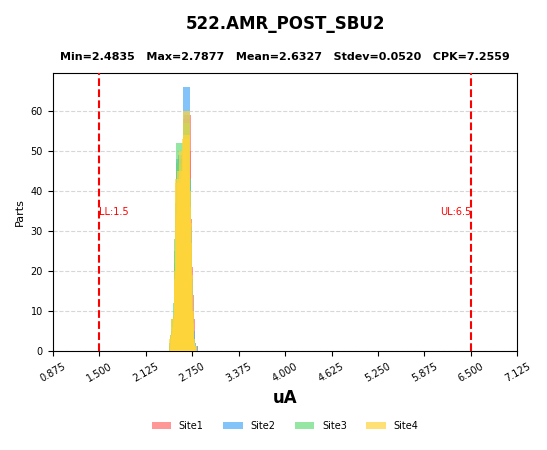 522.AMR_POST_SBU2
Min=2.4835 Max=2.7877 Mean=2.6327 Stdev=0.0520 CPK=7.2559
Parts
60
50
40
30
20
10
0
LL:1.5
UL:6.5
0.875 1.500 2.125 2.750 3.375 4.000 4.625 5.250 5.875 6.500 7.125
uA
Site1 Site2 Site3 Site4